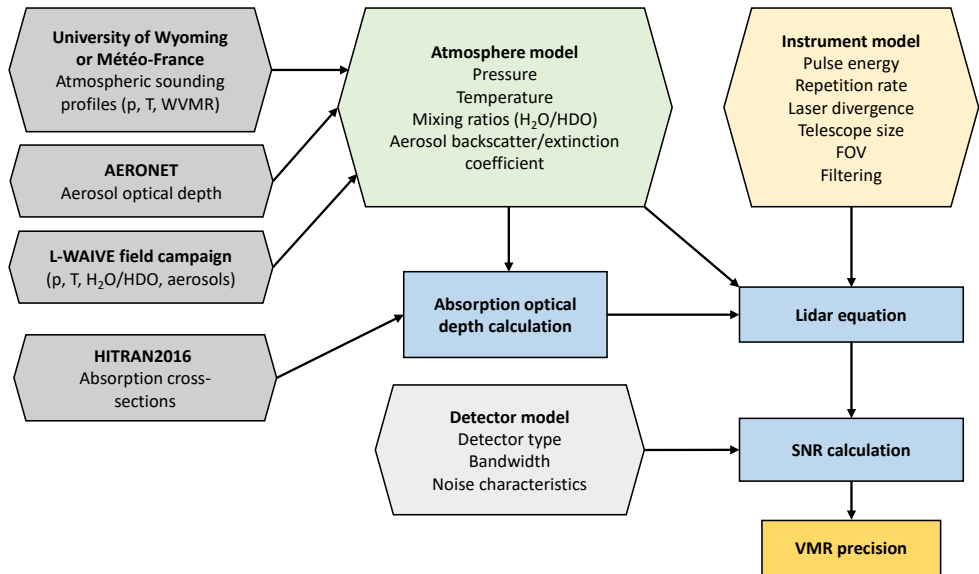 University of Wyoming
or Météo-France
Atmospheric sounding
profiles (p, T, WVMR)
AERONET
Aerosol optical depth
L-WAIVE field campaign
(p, T, H₂O/HDO, aerosols)
HITRAN2016
Absorption cross-
sections
Atmosphere model
Pressure
Temperature
Mixing ratios (H₂O/HDO)
Aerosol backscatter/extinction
coefficient
Instrument model
Pulse energy
Repetition rate
Laser divergence
Telescope size
FOV
Filtering
Absorption optical
depth calculation
Lidar equation
Detector model
Detector type
Bandwidth
Noise characteristics
SNR calculation
VMR precision